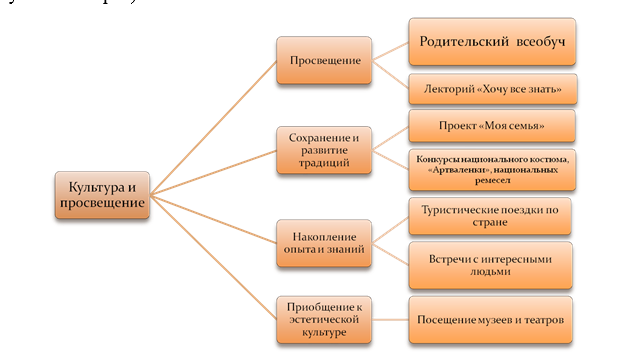 Культура и
просвещение
Просвещение
Родительский всеобуч
Лекторий «Хочу все знать»
Сохранение и
развитие
традиций
Проект «Моя семья»
Конкурсы национального костюма,
«Артваленки», национальных
ремесел
Накопление
опыта и знаний
Туристические поездки по
стране
Встречи с интересными
людьми
Приобщение к
эстетической
культуре
Посещение музеев и театров